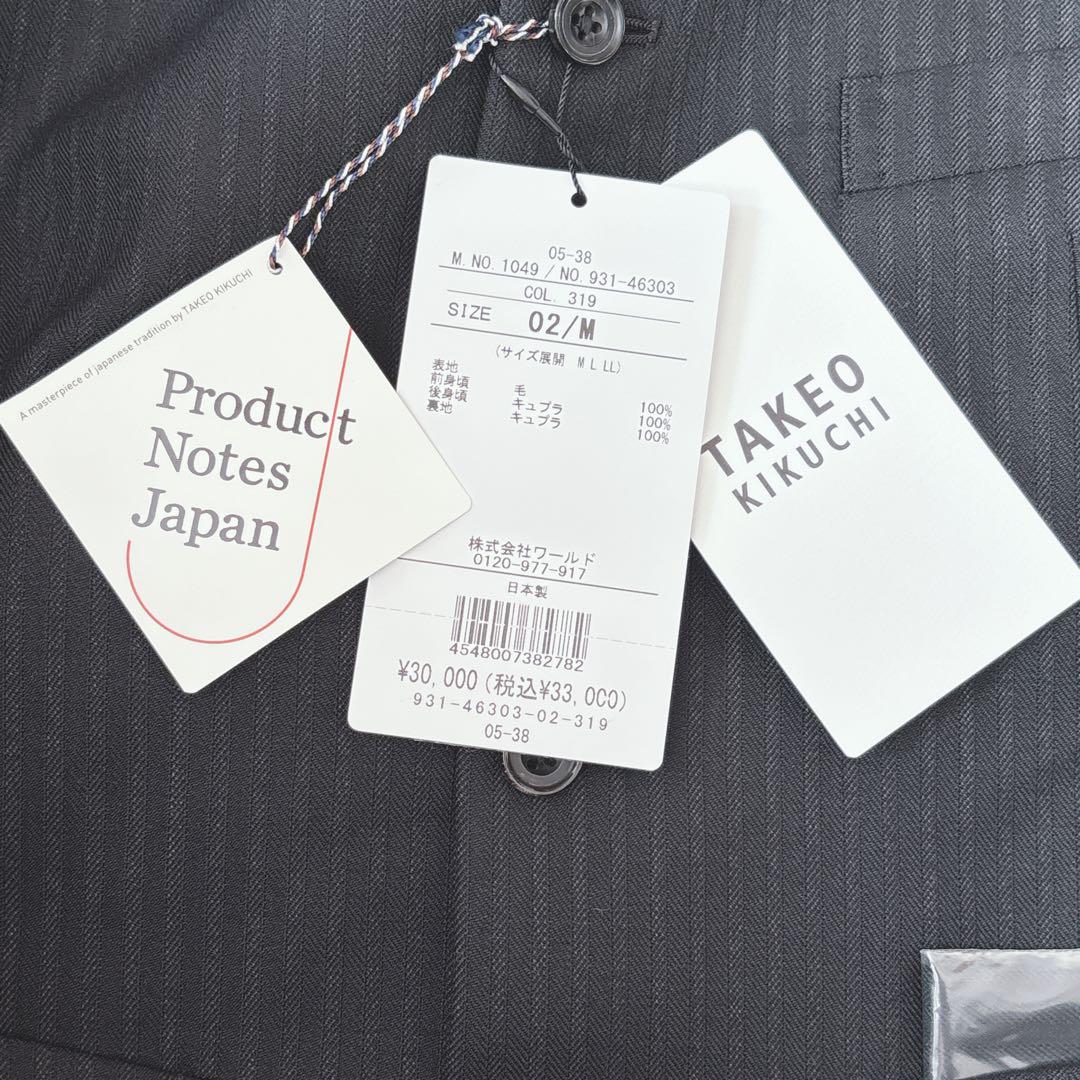 A masterpiece of japanese tradition by TAKEO KIKUCHI
Product
Notes
Japan
05-38
M. NO. 1049 / NO. 931-46303
COL. 319
SIZE 02/M
(サイズ展開 M L LL)
表地
前身頃 毛 100%
後身頃 キュプラ 100%
裏地 キュプラ 100%
株式会社ワールド
0120-977-917
日本製
4548007382782
¥30,000(税込¥33,000)
931-46303-02-319
05-38
TAKEO
KIKUCHI